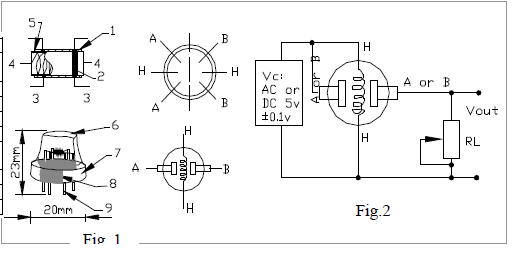 5
1
4
4
2
3
3
6
7
8
9
23mm
20mm
Fig. 1
A
B
H
H
A
B
H
A
B
H
Vc:
AC or
DC 5v
±0.1v
A or B
H
H
A or B
Vout
RL
Fig.2